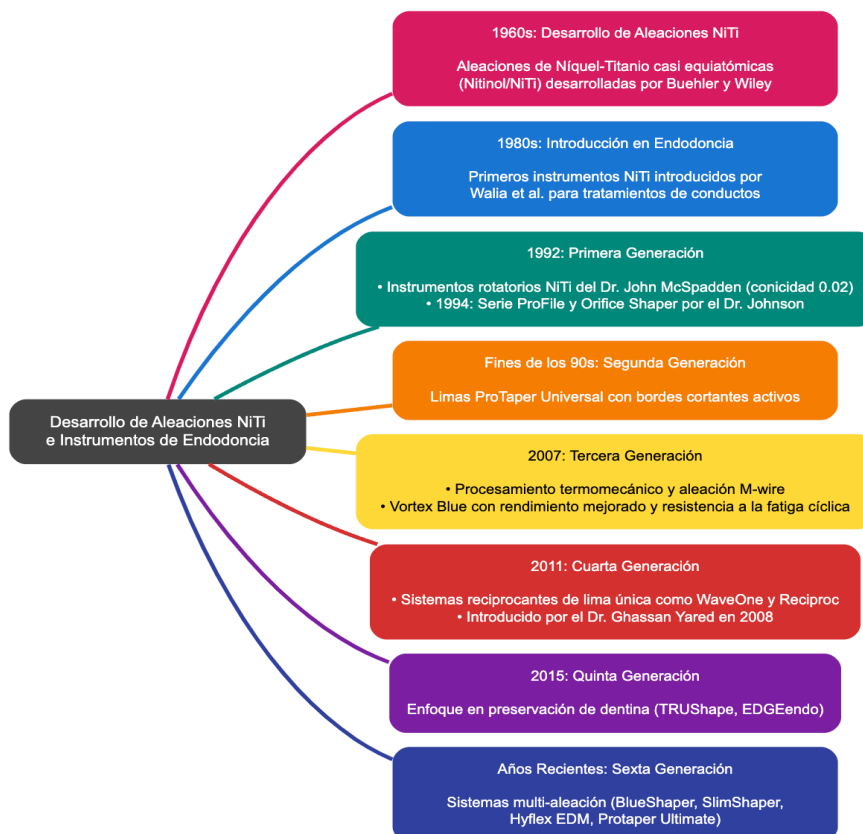 1960s: Desarrollo de Aleaciones NiTi
Aleaciones de Níquel-Titanio casi equiatómicas
(Nitinol/NiTi) desarrolladas por Buehler y Wiley
1980s: Introducción en Endodoncia
Primeros instrumentos NiTi introducidos por
Walia et al. para tratamientos de conductos
1992: Primera Generación
• Instrumentos rotatorios NiTi del Dr. John McSpadden (conicidad 0.02)
• 1994: Serie ProFile y Orifice Shaper por el Dr. Johnson
Fines de los 90s: Segunda Generación
Limas ProTaper Universal con bordes cortantes activos
Desarrollo de Aleaciones NiTi
e Instrumentos de Endodoncia
2007: Tercera Generación
• Procesamiento termomecánico y aleación M-wire
• Vortex Blue con rendimiento mejorado y resistencia a la fatiga cíclica
2011: Cuarta Generación
• Sistemas reciprocantes de lima única como WaveOne y Reciproc
• Introducido por el Dr. Ghassan Yared en 2008
2015: Quinta Generación
Enfoque en preservación de dentina (TRUShape, EDGEendo)
Años Recientes: Sexta Generación
Sistemas multi-aleación (BlueShaper, SlimShaper,
Hyflex EDM, Protaper Ultimate)